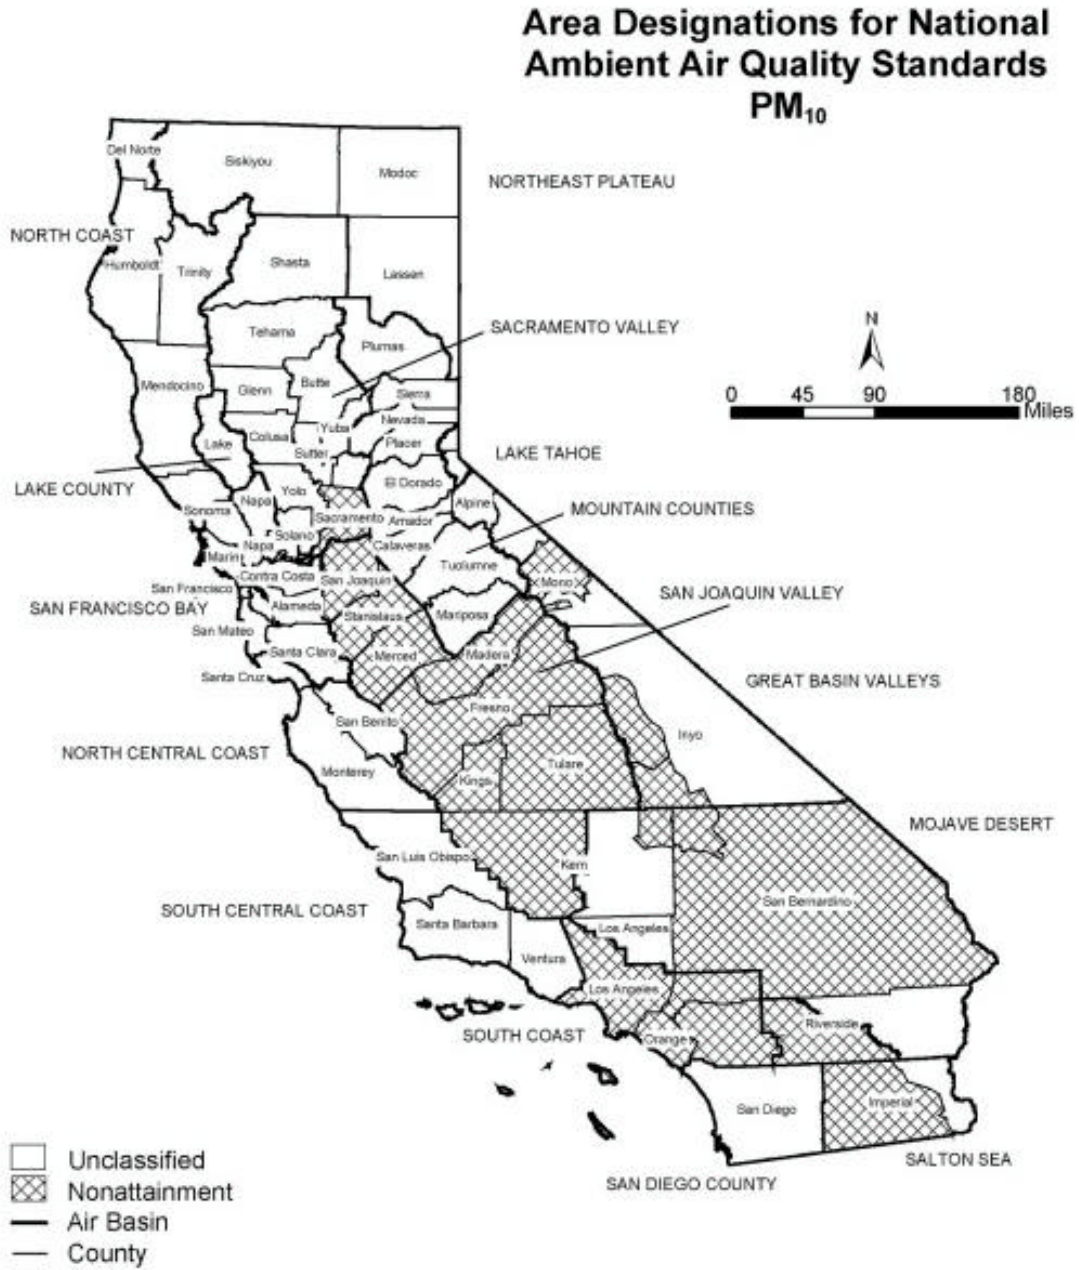 Area Designations for National
Ambient Air Quality Standards
PM10
Del Norte
Siskiyou
Modoc
NORTHEAST PLATEAU
NORTH COAST
Humboldt
Trinity
Shasta
Lassen
Tehama
SACRAMENTO VALLEY
Plumas
N
Mendocino
Glenn
Butte
Sierra
0 45 90 180
Miles
Lake
Colusa
Yuba
Nevada
Placer
Sutter
LAKE TAHOE
LAKE COUNTY
Napa
Yolo
El Dorado
Alpine
Sonoma
Sacramento
Amador
MOUNTAIN COUNTIES
Solano
Napa
Marin
Calaveras
Tuolumne
Contra Costa
San Joaquin
Mono
San Francisco
SAN JOAQUIN VALLEY
SAN FRANCISCO BAY
Alameda
Stanislaus
Mariposa
San Mateo
Santa Clara
Merced
Madera
Santa Cruz
GREAT BASIN VALLEYS
Fresno
San Benito
Inyo
NORTH CENTRAL COAST
Monterey
Kings
Tulare
MOJAVE DESERT
San Luis Obispo
Kern
San Bernardino
SOUTH CENTRAL COAST
Santa Barbara
Los Angeles
Ventura
Los Angeles
SOUTH COAST
Orange
Riverside
San Diego
Imperial
SALTON SEA
SAN DIEGO COUNTY
Unclassified
Nonattainment
Air Basin
County